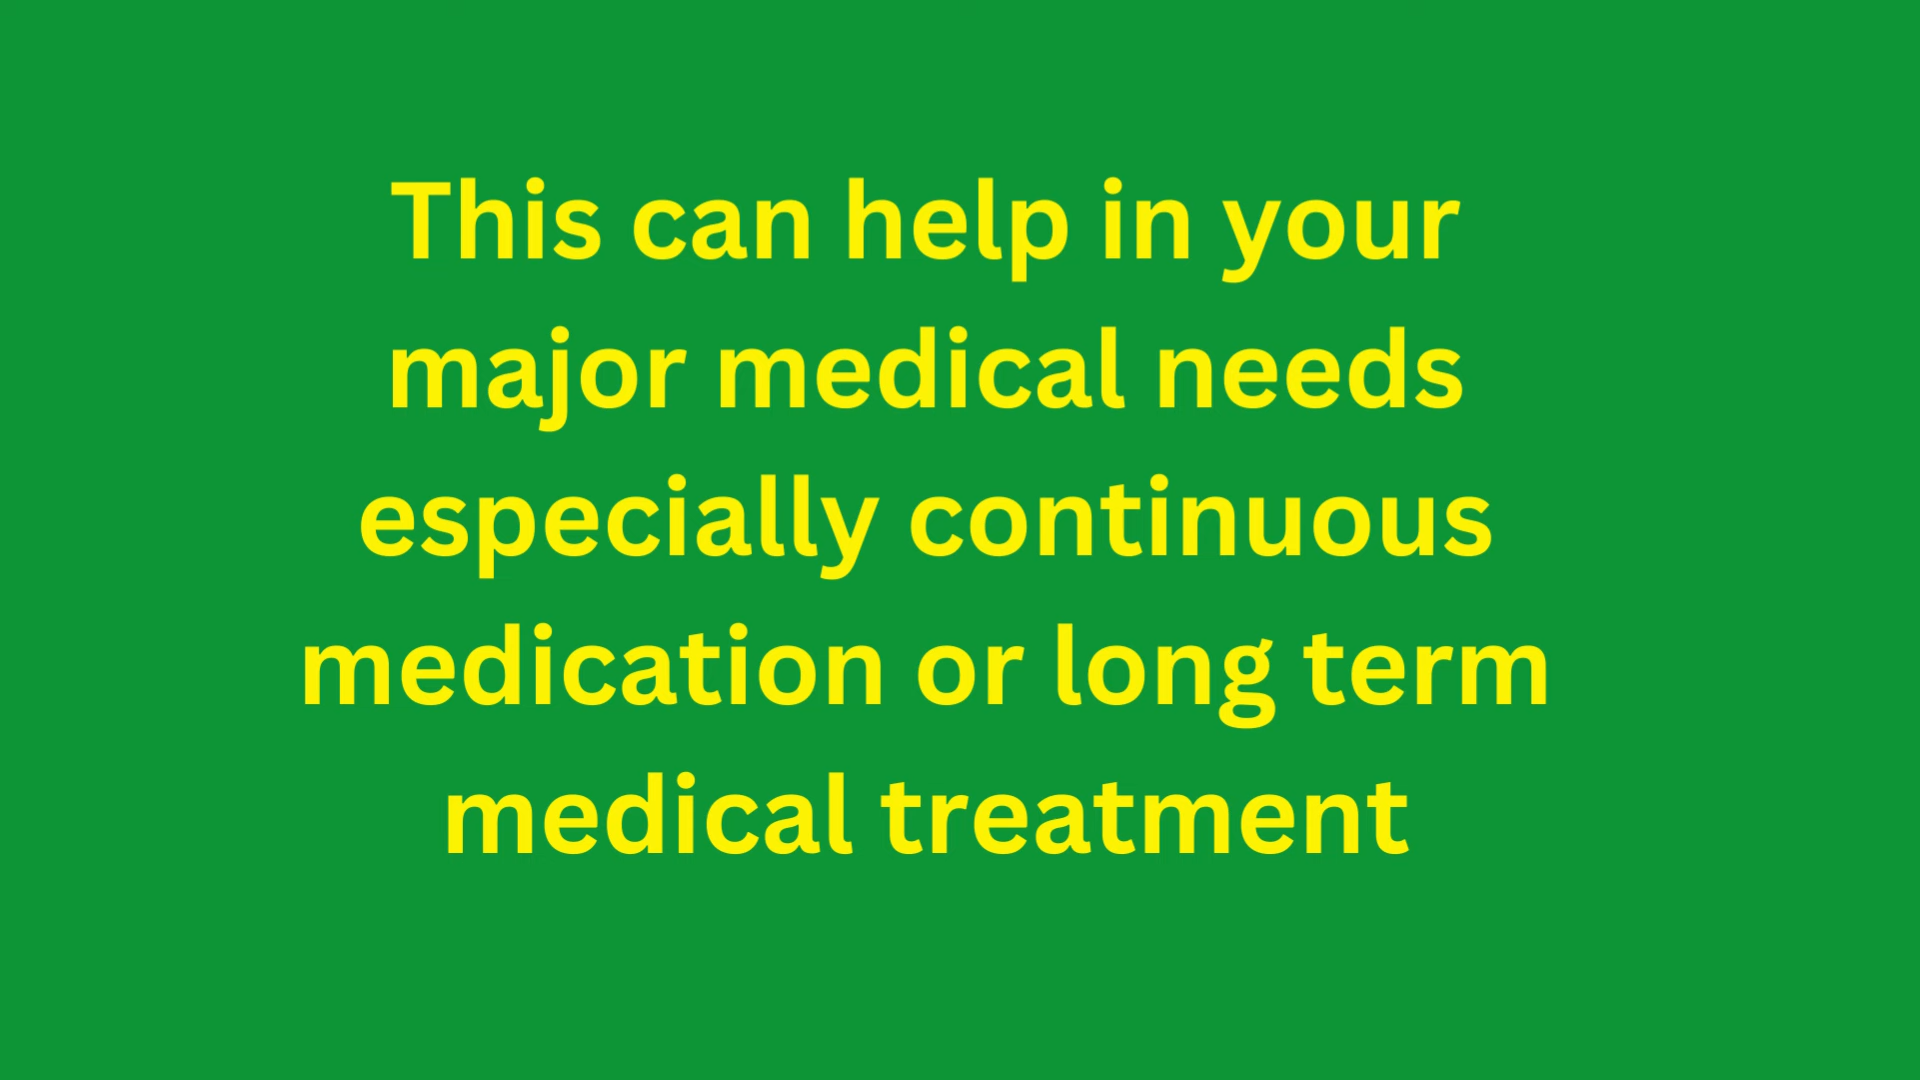 This can help in your
major medical needs
especially continuous
medication or long term
medical treatment